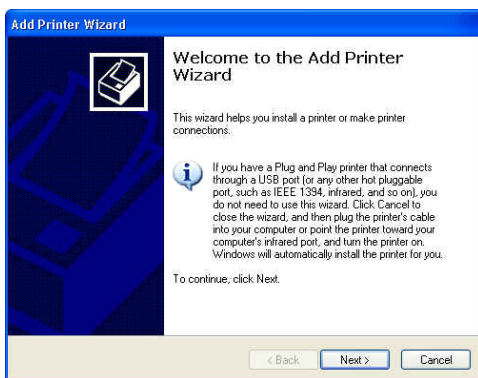 Add Printer Wizard
Welcome to the Add Printer
Wizard
This wizard helps you install a printer or make printer
connections.
If you have a Plug and Play printer that connects
through a USB port (or any other hot pluggable
port, such as IEEE 1394, infrared, and so on), you
do not need to use this wizard. Click Cancel to
close the wizard, and then plug the printer's cable
into your computer or point the printer toward your
computer's infrared port, and turn the printer on.
Windows will automatically install the printer for you.
To continue, click Next.
< Back Next > Cancel